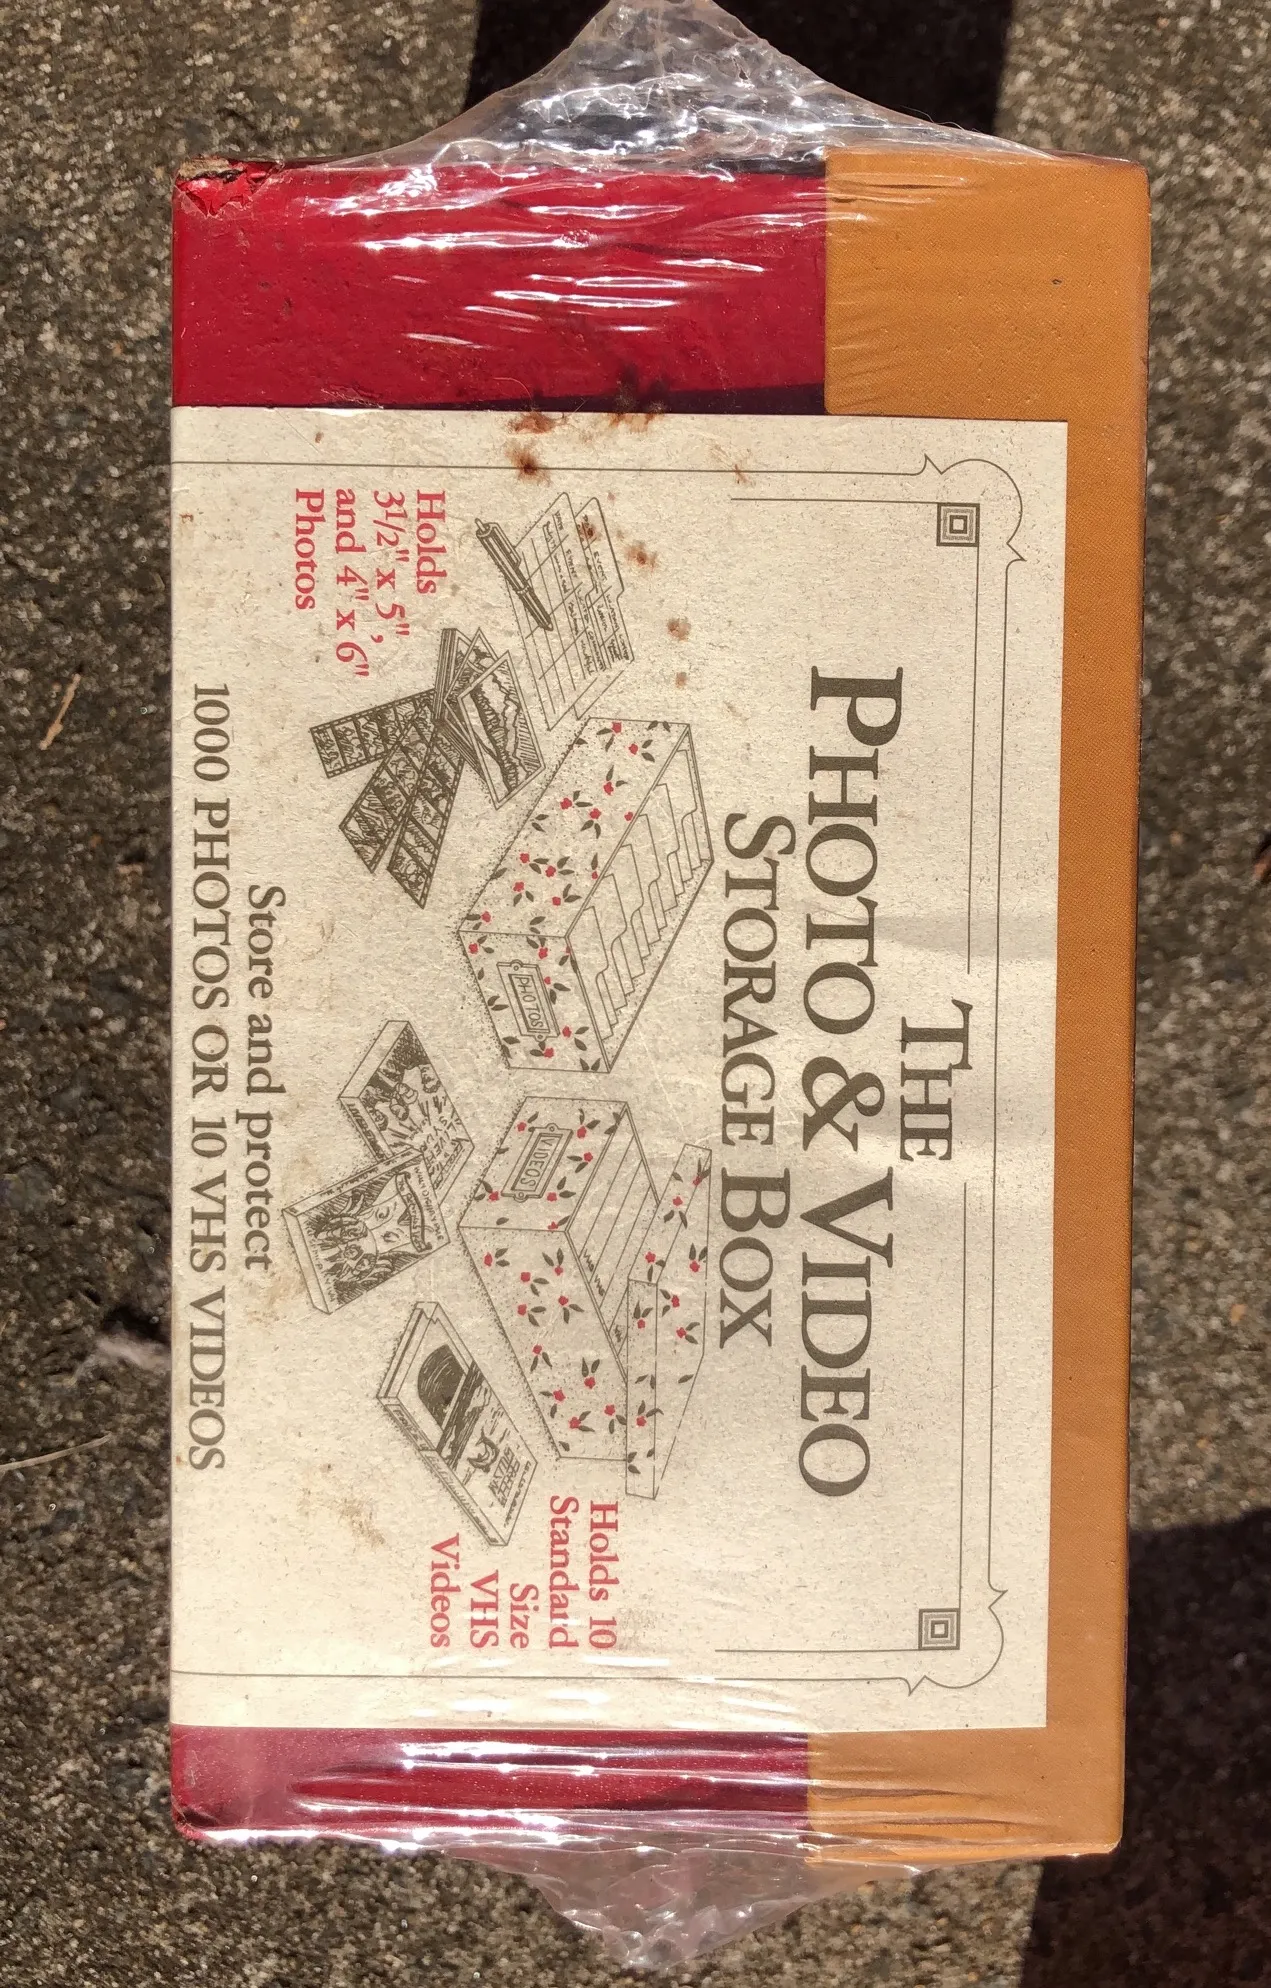 THE
PHOTO & VIDEO
STORAGE BOX
Holds
3½" x 5",
and 4" x 6"
Photos
PHOTOS
VIDEOS
Holds 10
Standard
Size
VHS
Videos
Store and protect
1000 PHOTOS OR 10 VHS VIDEOS